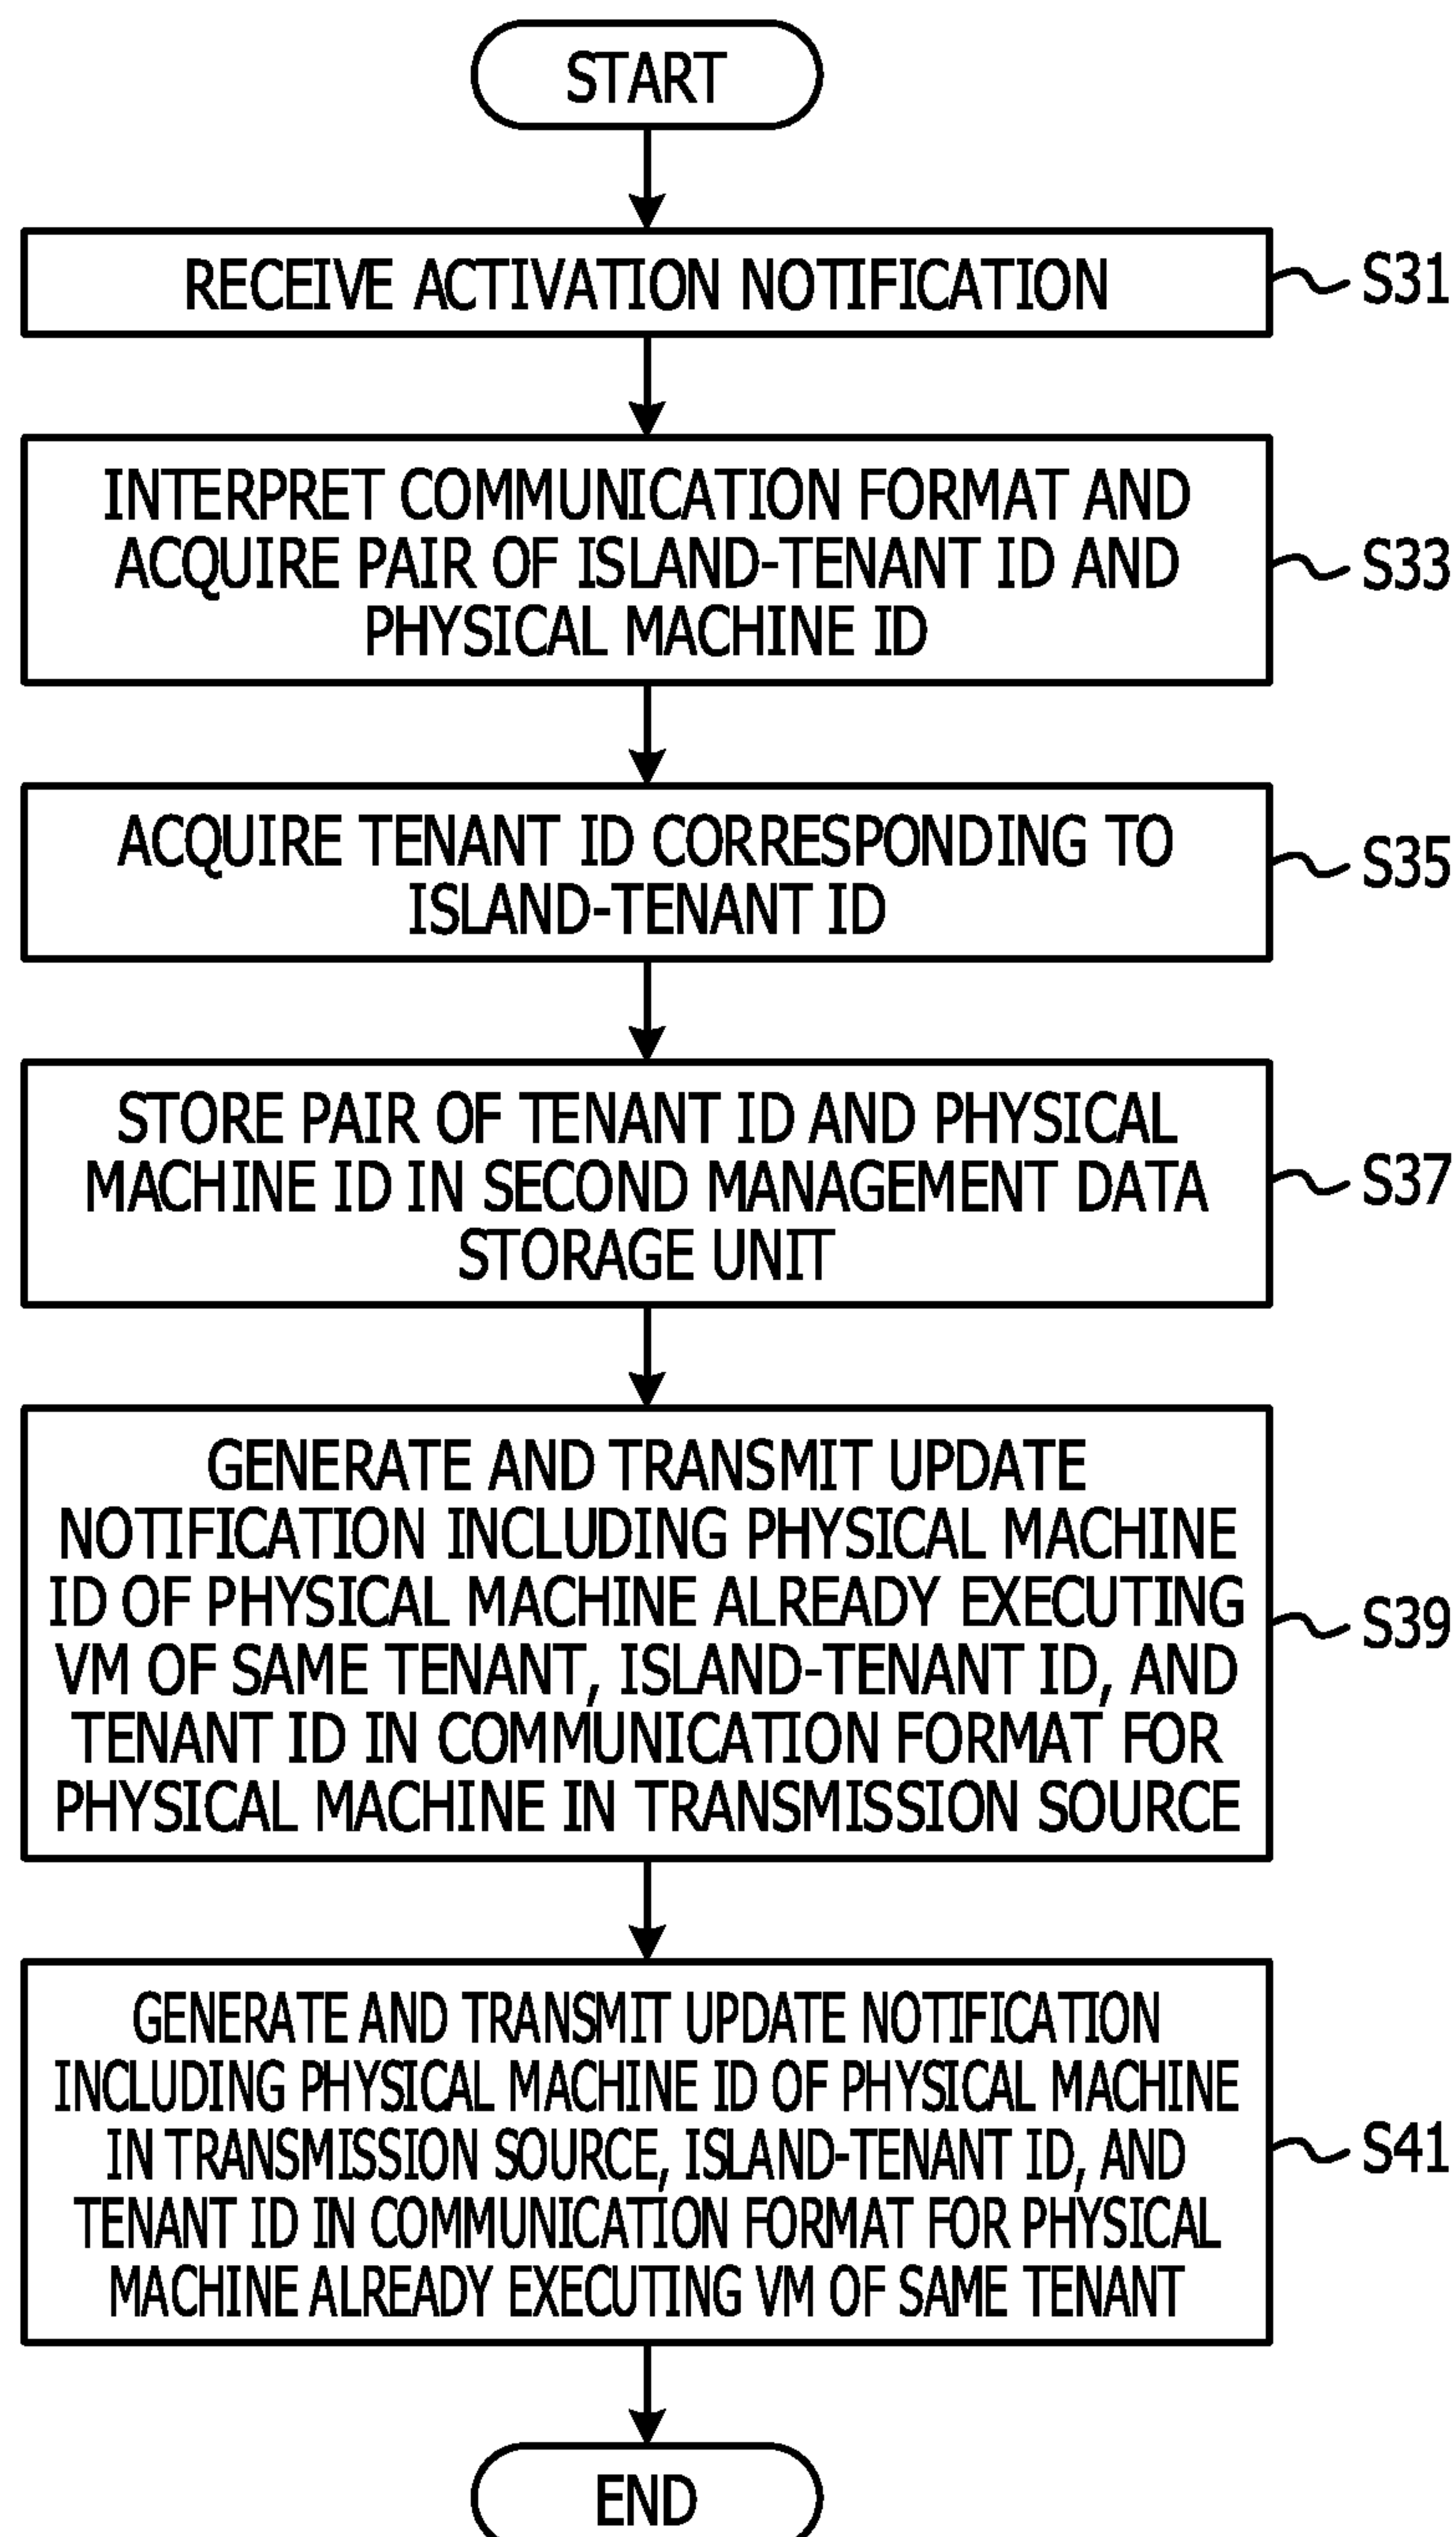 START
RECEIVE ACTIVATION NOTIFICATION
S31
INTERPRET COMMUNICATION FORMAT AND
ACQUIRE PAIR OF ISLAND-TENANT ID AND
PHYSICAL MACHINE ID
S33
ACQUIRE TENANT ID CORRESPONDING TO
ISLAND-TENANT ID
S35
STORE PAIR OF TENANT ID AND PHYSICAL
MACHINE ID IN SECOND MANAGEMENT DATA
STORAGE UNIT
S37
GENERATE AND TRANSMIT UPDATE
NOTIFICATION INCLUDING PHYSICAL MACHINE
ID OF PHYSICAL MACHINE ALREADY EXECUTING
VM OF SAME TENANT, ISLAND-TENANT ID, AND
TENANT ID IN COMMUNICATION FORMAT FOR
PHYSICAL MACHINE IN TRANSMISSION SOURCE
S39
GENERATE AND TRANSMIT UPDATE NOTIFICATION
INCLUDING PHYSICAL MACHINE ID OF PHYSICAL MACHINE
IN TRANSMISSION SOURCE, ISLAND-TENANT ID, AND
TENANT ID IN COMMUNICATION FORMAT FOR PHYSICAL
MACHINE ALREADY EXECUTING VM OF SAME TENANT
S41
END